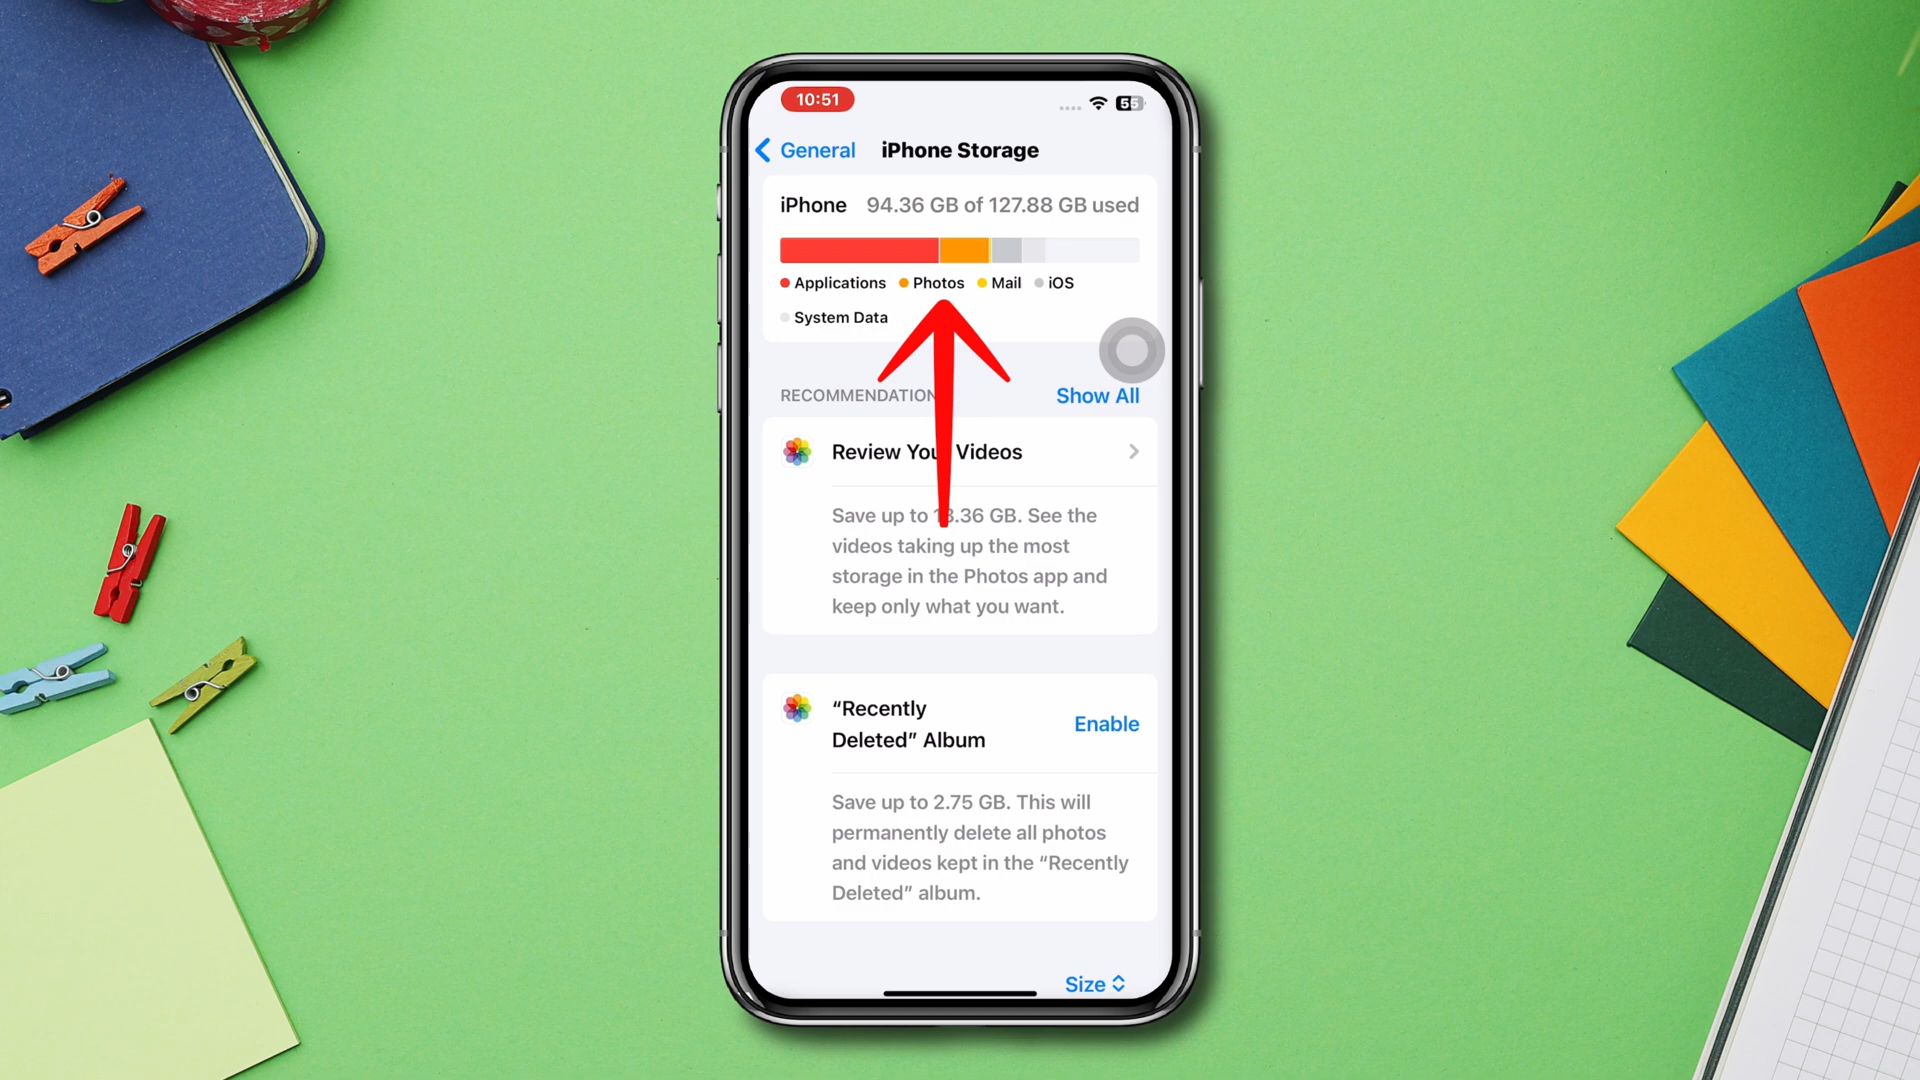 10:51
55
General
iPhone Storage
iPhone 94.36 GB of 127.88 GB used
Applications Photos Mail iOS
System Data
RECOMMENDATION
Show All
Review You Videos
Save up to 13.36 GB. See the
videos taking up the most
storage in the Photos app and
keep only what you want.
“Recently
Deleted” Album
Enable
Save up to 2.75 GB. This will
permanently delete all photos
and videos kept in the “Recently
Deleted” album.
Size